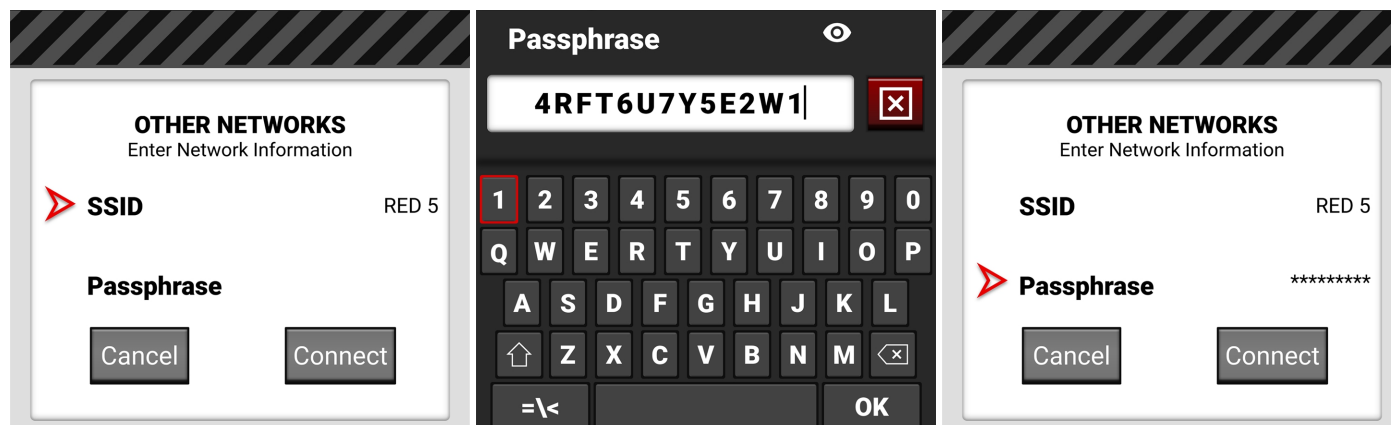 OTHER NETWORKS
Enter Network Information
SSID RED 5
Passphrase
Cancel Connect
Passphrase
4RFT6U7Y5E2W1
1 2 3 4 5 6 7 8 9 0
Q W E R T Y U I O P
A S D F G H J K L
Z X C V B N M
=\< OK
OTHER NETWORKS
Enter Network Information
SSID RED 5
Passphrase *********
Cancel Connect